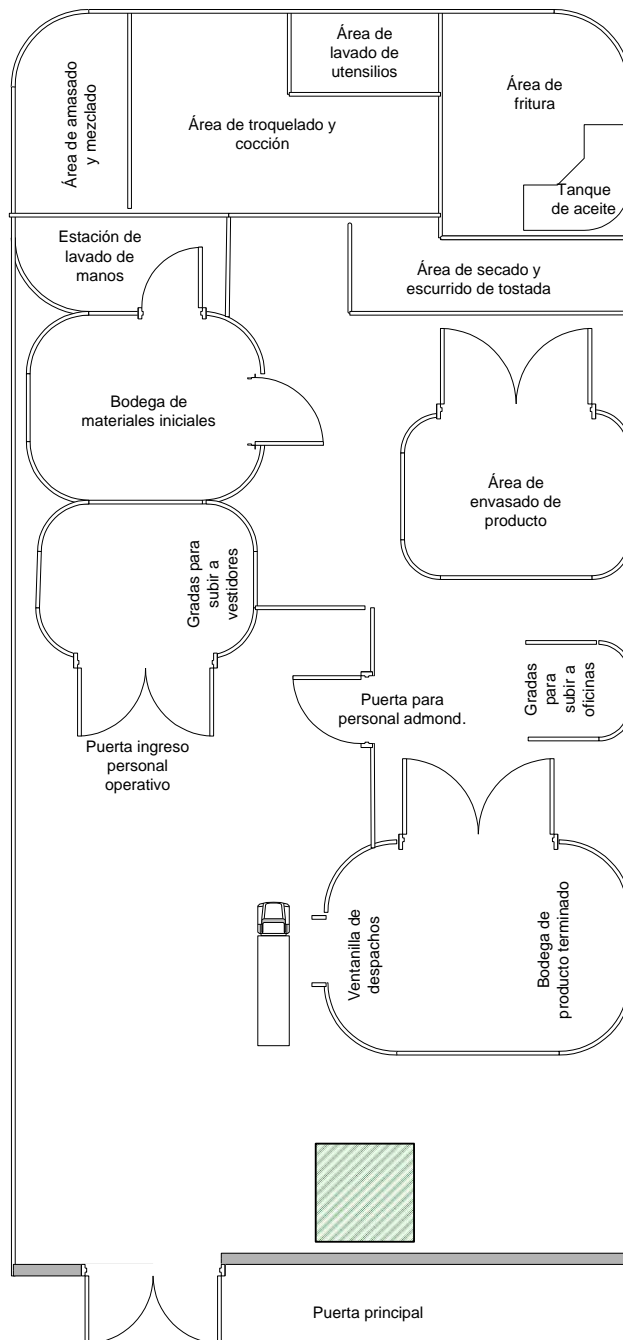 Área de
lavado de
utensilios
Área de
fritura
Área de amasado
y mezclado
Área de troquelado y
cocción
Tanque
de aceite
Estación de
lavado de
manos
Área de secado y
escurrido de tostada
Bodega de
materiales iniciales
Área de
envasado de
producto
Gradas para
subir a
vestidores
Gradas
para
subir a
oficinas
Puerta para
personal admond.
Puerta ingreso
personal
operativo
Ventanilla de
despachos
Bodega de
producto terminado
Puerta principal